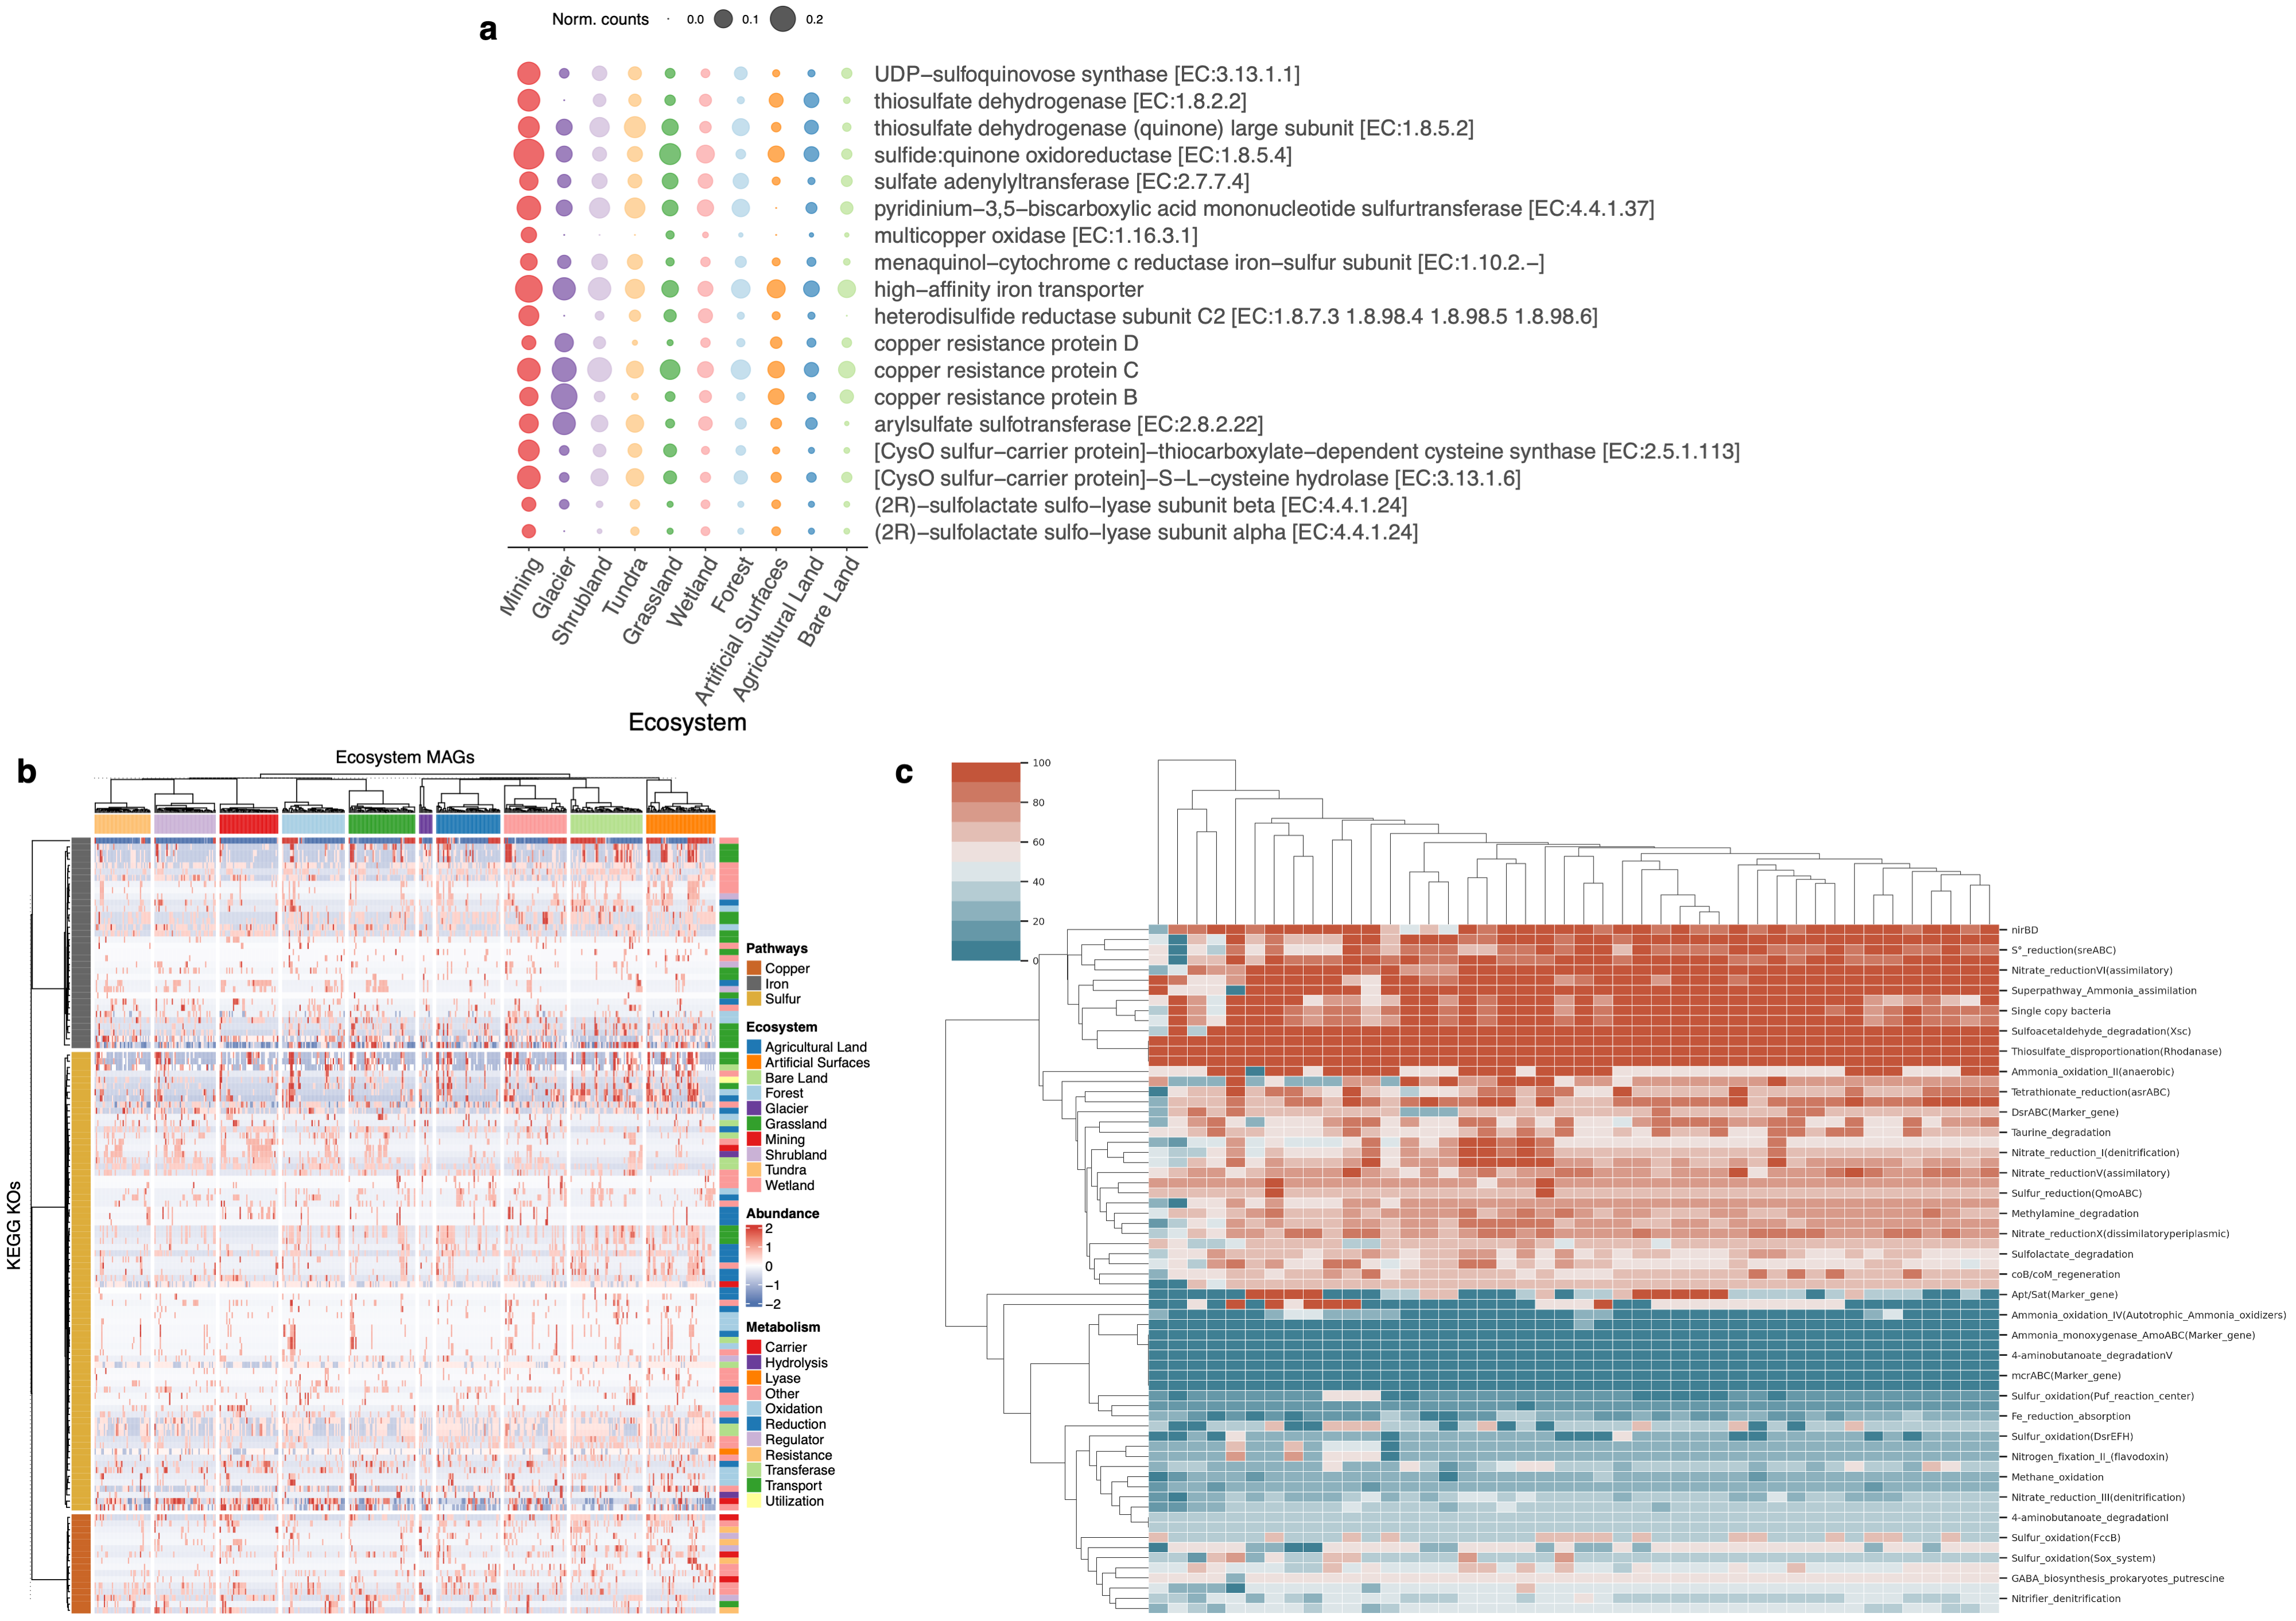 a
Norm. counts 0.0 0.1 0.2
UDP−sulfoquinovose synthase [EC:3.13.1.1]
thiosulfate dehydrogenase [EC:1.8.2.2]
thiosulfate dehydrogenase (quinone) large subunit [EC:1.8.5.2]
sulfide:quinone oxidoreductase [EC:1.8.5.4]
sulfate adenylyltransferase [EC:2.7.7.4]
pyridinium−3,5−biscarboxylic acid mononucleotide sulfurtransferase [EC:4.4.1.37]
multicopper oxidase [EC:1.16.3.1]
menaquinol−cytochrome c reductase iron−sulfur subunit [EC:1.10.2.−]
high−affinity iron transporter
heterodisulfide reductase subunit C2 [EC:1.8.7.3 1.8.98.4 1.8.98.5 1.8.98.6]
copper resistance protein D
copper resistance protein C
copper resistance protein B
arylsulfate sulfotransferase [EC:2.8.2.22]
[CysO sulfur−carrier protein]−thiocarboxylate−dependent cysteine synthase [EC:2.5.1.113]
[CysO sulfur−carrier protein]−S−L−cysteine hydrolase [EC:3.13.1.6]
(2R)−sulfolactate sulfo−lyase subunit beta [EC:4.4.1.24]
(2R)−sulfolactate sulfo−lyase subunit alpha [EC:4.4.1.24]
Mining
Glacier
Shrubland
Tundra
Grassland
Wetland
Forest
Artificial Surfaces
Agricultural Land
Bare Land
Ecosystem
b
Ecosystem MAGs
KEGG KOs
Pathways
Copper
Iron
Sulfur
Ecosystem
Agricultural Land
Artificial Surfaces
Bare Land
Forest
Glacier
Grassland
Mining
Shrubland
Tundra
Wetland
Abundance
2
1
0
−1
−2
Metabolism
Carrier
Hydrolysis
Lyase
Other
Oxidation
Reduction
Regulator
Resistance
Transferase
Transport
Utilization
c
100
80
60
40
20
0
nirBD
S°_reduction(sreABC)
Nitrate_reductionVI(assimilatory)
Superpathway_Ammonia_assimilation
Single copy bacteria
Sulfoacetaldehyde_degradation(Xsc)
Thiosulfate_disproportionation(Rhodanase)
Ammonia_oxidation_II(anaerobic)
Tetrathionate_reduction(asrABC)
DsrABC(Marker_gene)
Taurine_degradation
Nitrate_reduction_I(denitrification)
Nitrate_reductionV(assimilatory)
Sulfur_reduction(QmoABC)
Methylamine_degradation
Nitrate_reductionX(dissimilatoryperiplasmic)
Sulfolactate_degradation
coB/coM_regeneration
Apt/Sat(Marker_gene)
Ammonia_oxidation_IV(Autotrophic_Ammonia_oxidizers)
Ammonia_monoxygenase_AmoABC(Marker_gene)
4-aminobutanoate_degradationV
mcrABC(Marker_gene)
Sulfur_oxidation(Puf_reaction_center)
Fe_reduction_absorption
Sulfur_oxidation(DsrEFH)
Nitrogen_fixation_II_(flavodoxin)
Methane_oxidation
Nitrate_reduction_III(denitrification)
4-aminobutanoate_degradationI
Sulfur_oxidation(FccB)
Sulfur_oxidation(Sox_system)
GABA_biosynthesis_prokaryotes_putrescine
Nitrifier_denitrification